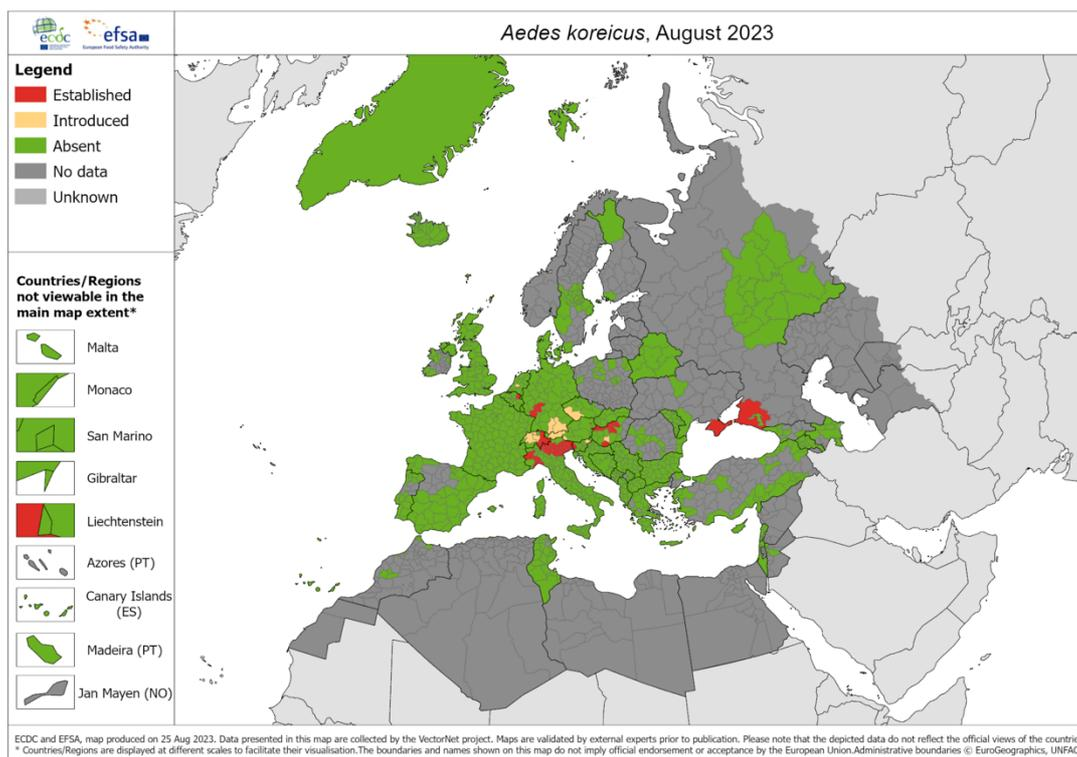 ecdc
efsa
European Food Safety Authority
Aedes koreicus, August 2023
Legend
Established
Introduced
Absent
No data
Unknown
Countries/Regions
not viewable in the
main map extent*
Malta
Monaco
San Marino
Gibraltar
Liechtenstein
Azores (PT)
Canary Islands
(ES)
Madeira (PT)
Jan Mayen (NO)
ECDC and EFSA, map produced on 25 Aug 2023. Data presented in this map are collected by the VectorNet project. Maps are validated by external experts prior to publication. Please note that the depicted data do not reflect the official views of the countrie
* Countries/Regions are displayed at different scales to facilitate their visualisation.The boundaries and names shown on this map do not imply official endorsement or acceptance by the European Union.Administrative boundaries © EuroGeographics, UNFAO